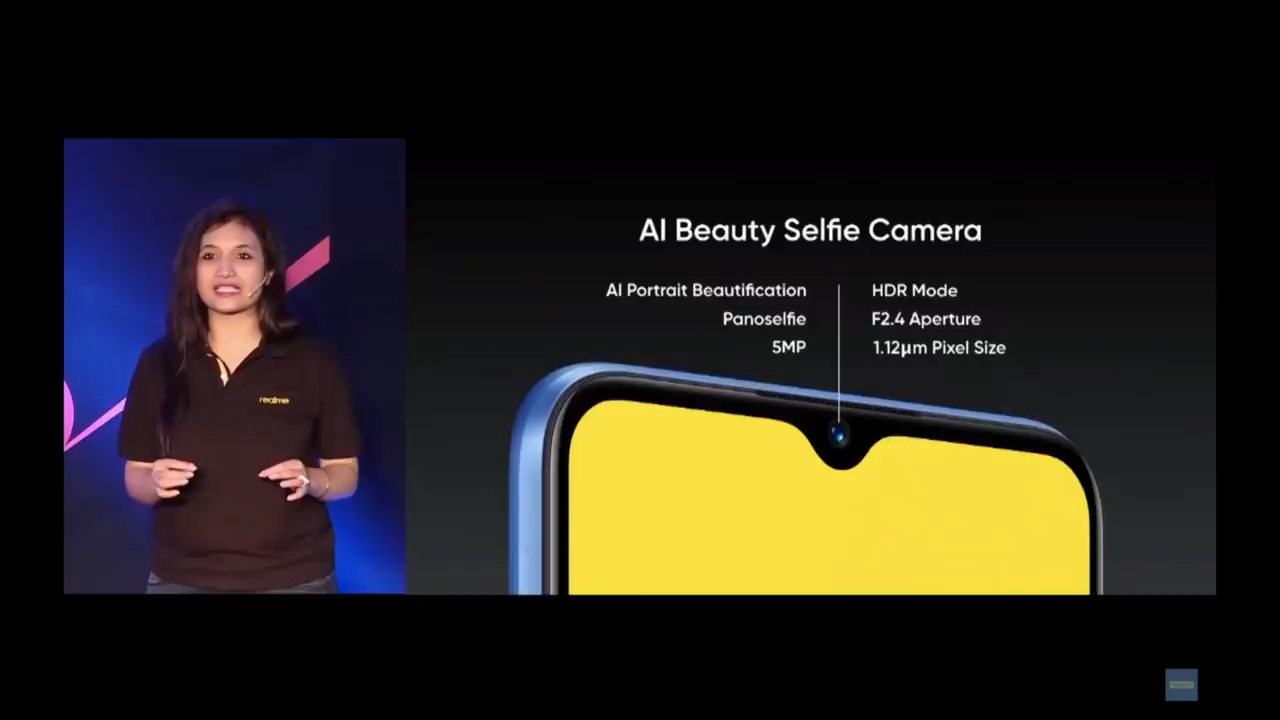 realme
AI Beauty Selfie Camera
AI Portrait Beautification
Panoselfie
5MP
HDR Mode
F2.4 Aperture
1.12μm Pixel Size